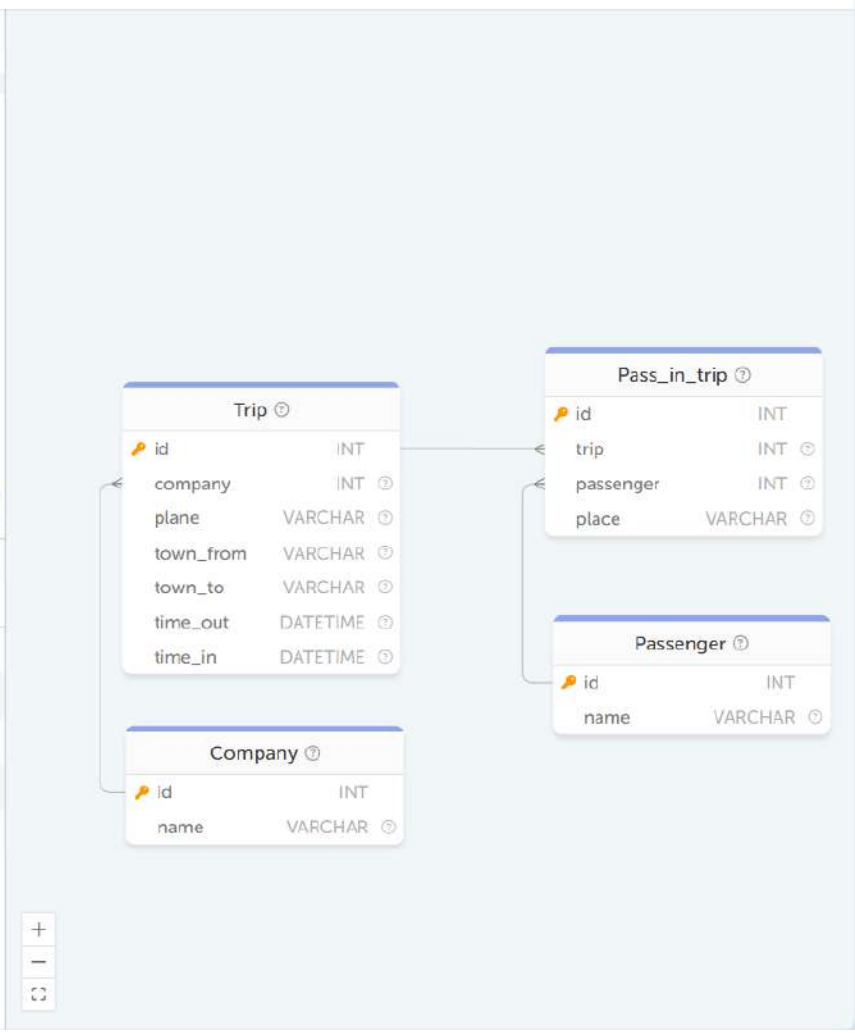 Trip
id INT
company INT
plane VARCHAR
town_from VARCHAR
town_to VARCHAR
time_out DATETIME
time_in DATETIME
Company
id INT
name VARCHAR
Pass_in_trip
id INT
trip INT
passenger INT
place VARCHAR
Passenger
id INT
name VARCHAR